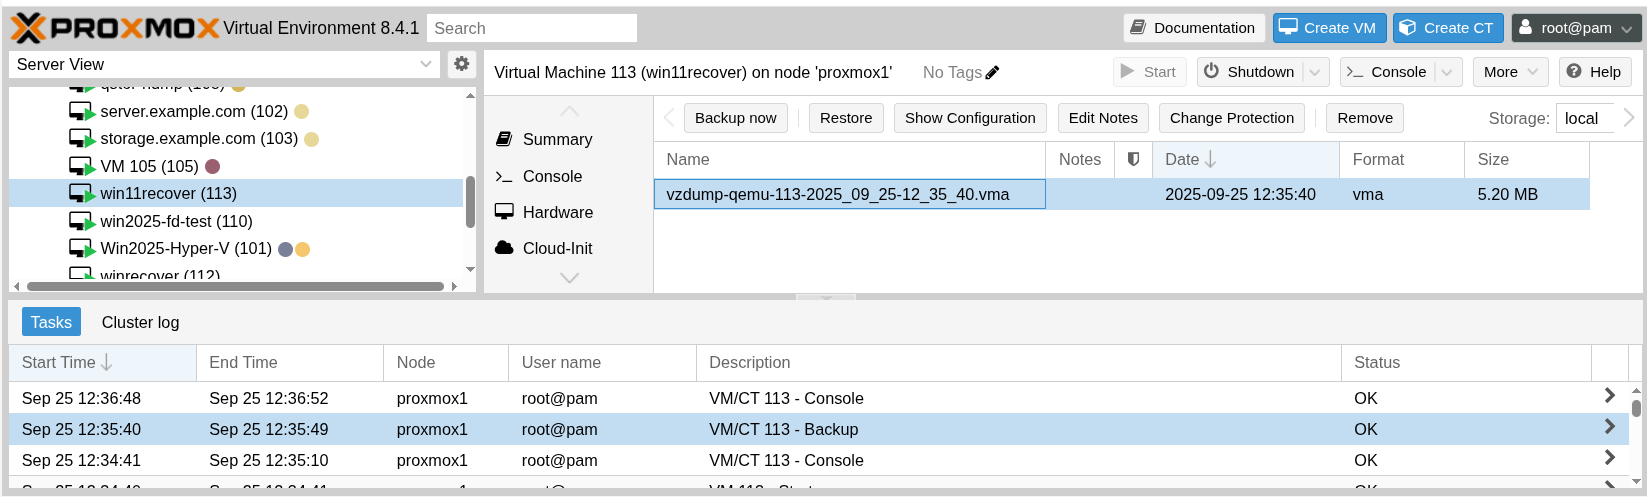 PROXMOX Virtual Environment 8.4.1 Search Documentation Create VM Create CT root@pam
Server View
server.example.com (102)
storage.example.com (103)
VM 105 (105)
win11recover (113)
win2025-fd-test (110)
Win2025-Hyper-V (101)
winrecover (112)
Virtual Machine 113 (win11recover) on node 'proxmox1' No Tags Start Shutdown Console More Help
Summary
Console
Hardware
Cloud-Init
Backup now Restore Show Configuration Edit Notes Change Protection Remove Storage: local
Name Notes Date Format Size
vzdump-qemu-113-2025_09_25-12_35_40.vma 2025-09-25 12:35:40 vma 5.20 MB
Tasks Cluster log
Start Time End Time Node User name Description Status
Sep 25 12:36:48 Sep 25 12:36:52 proxmox1 root@pam VM/CT 113 - Console OK
Sep 25 12:35:40 Sep 25 12:35:49 proxmox1 root@pam VM/CT 113 - Backup OK
Sep 25 12:34:41 Sep 25 12:35:10 proxmox1 root@pam VM/CT 113 - Console OK